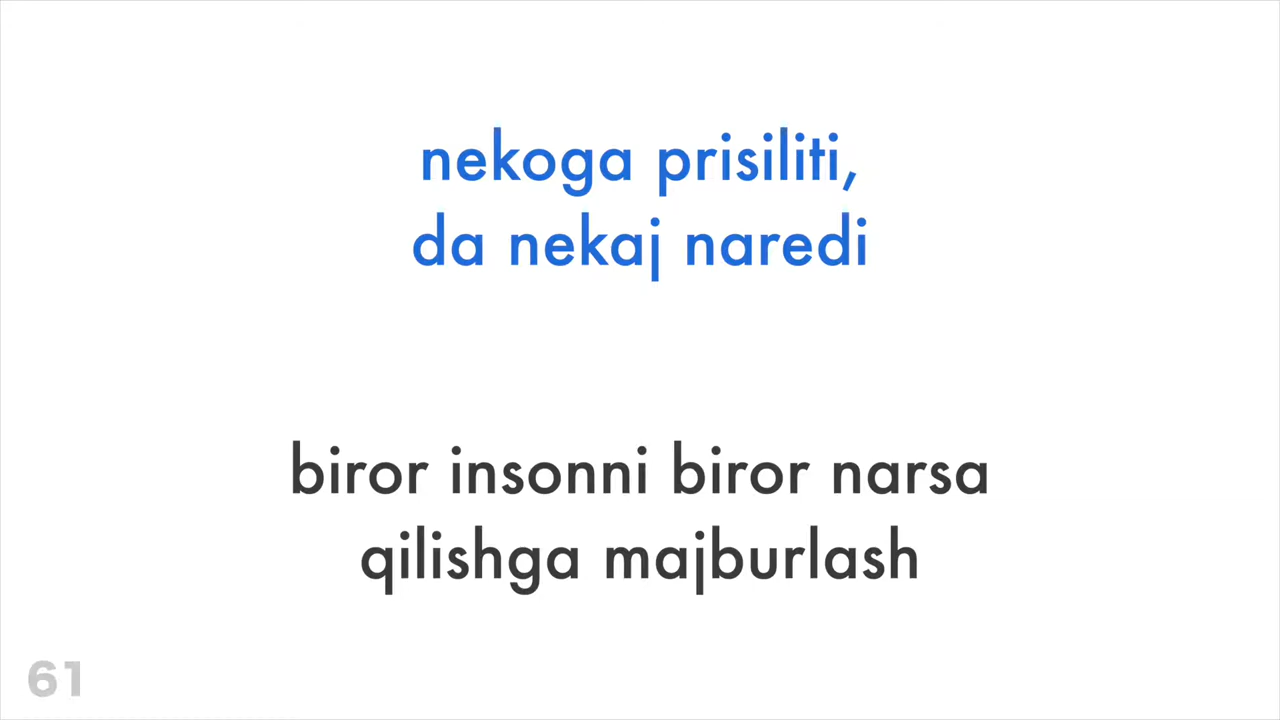 nekoga prisiliti,
da nekaj naredi
biror insonni biror narsa
qilishga majburlash
61